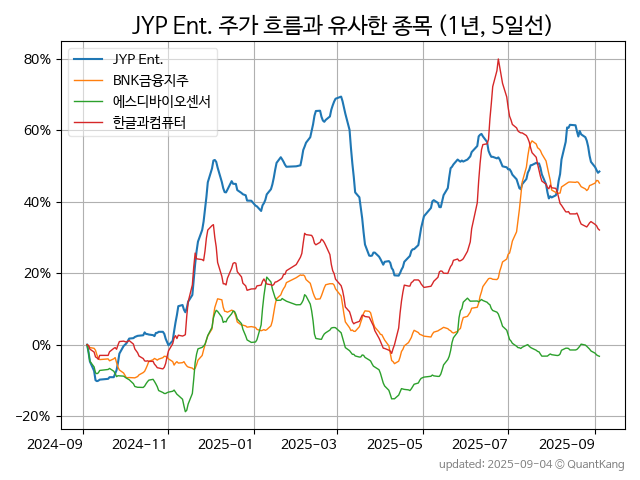 JYP Ent. 주가 흐름과 유사한 종목 (1년, 5일선)
JYP Ent.
BNK금융지주
에스디바이오센서
한글과컴퓨터
80%
60%
40%
20%
0%
−20%
2024-09
2024-11
2025-01
2025-03
2025-05
2025-07
2025-09
updated: 2025-09-04 © QuantKang